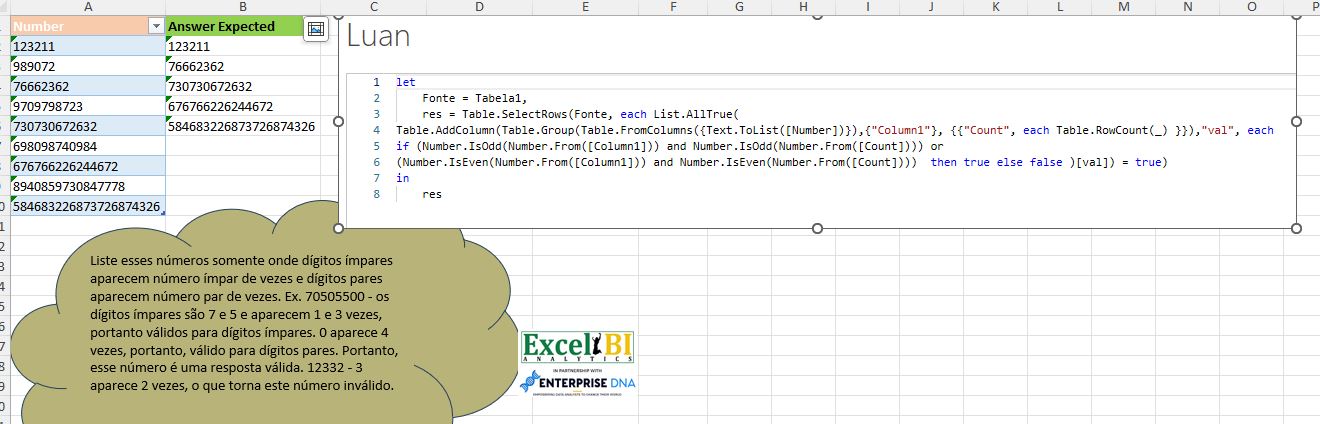 A B C D E F G H I J K L M N O P
Number Answer Expected
123211 123211
989072 76662362
76662362 730730672632
9709798723 676766226244672
730730672632 584683226873726874326
698098740984
676766226244672
8940859730847778
584683226873726874326
Luan
1 let
2 Fonte = Tabela1,
3 res = Table.SelectRows(Fonte, each List.AllTrue(
4 Table.AddColumn(Table.Group(Table.FromColumns({Text.ToList([Number])}),{"Column1"}, {{"Count", each Table.RowCount(_) }}),"val", each
5 if (Number.IsOdd(Number.From([Column1])) and Number.IsOdd(Number.From([Count]))) or
6 (Number.IsEven(Number.From([Column1])) and Number.IsEven(Number.From([Count]))) then true else false )[val]) = true)
7 in
8 res
Liste esses números somente onde dígitos ímpares
aparecem número ímpar de vezes e dígitos pares
aparecem número par de vezes. Ex. 70505500 - os
dígitos ímpares são 7 e 5 e aparecem 1 e 3 vezes,
portanto válidos para dígitos ímpares. 0 aparece 4
vezes, portanto, válido para dígitos pares. Portanto,
esse número é uma resposta válida. 12332 - 3
aparece 2 vezes, o que torna este número inválido.
Excel BI
ANALYTICS
IN PARTNERSHIP WITH
ENTERPRISE DNA
EMPOWERING DATA ANALYSTS TO CHANGE THEIR WORLD